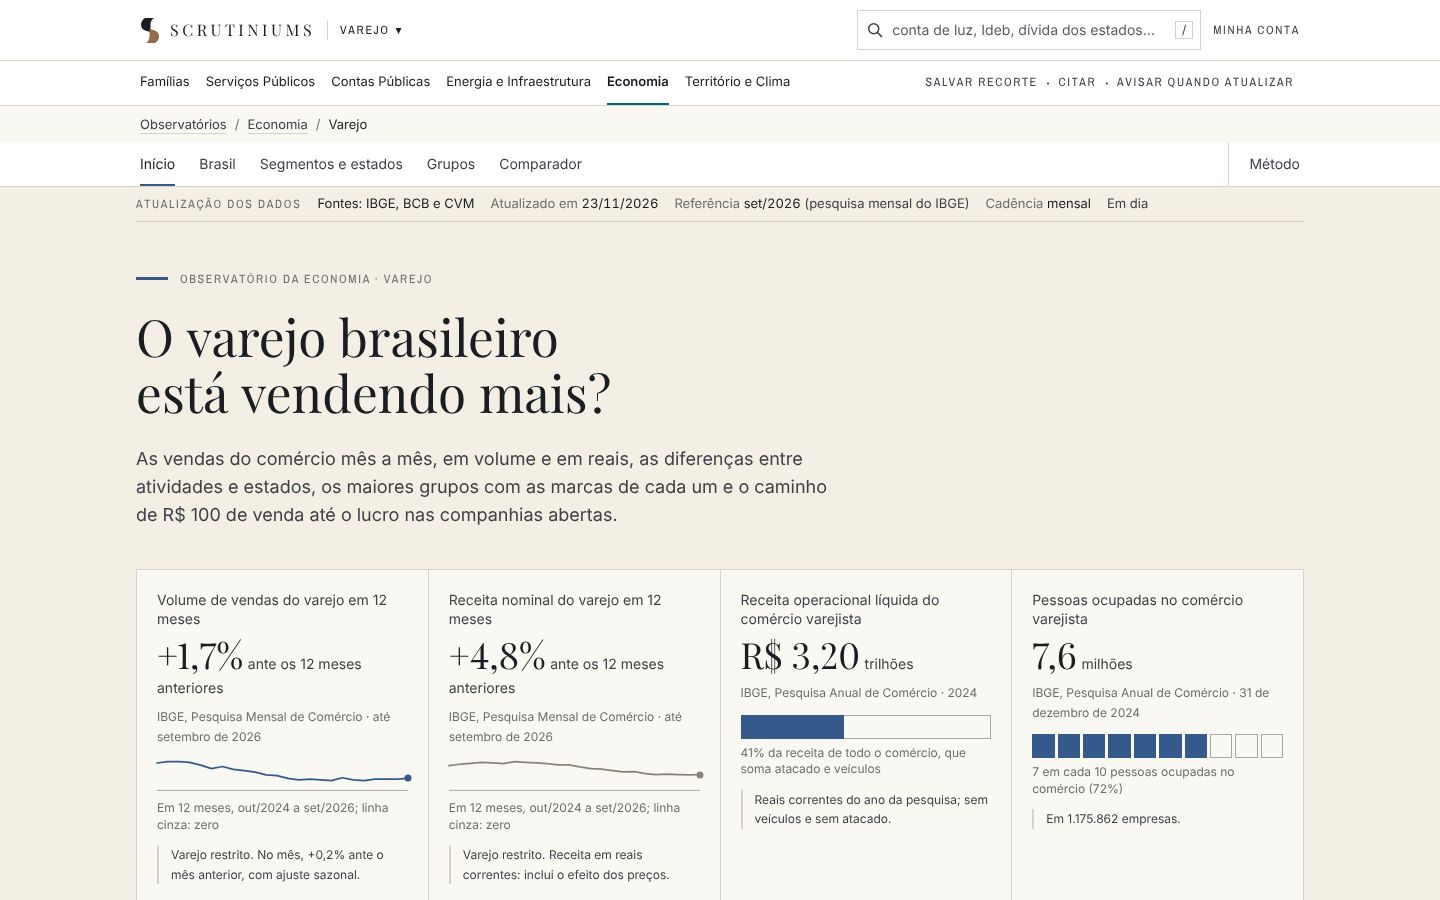 SCRUTINIUMS VAREJO ▼ conta de luz, Ideb, dívida dos estados... / MINHA CONTA
Famílias Serviços Públicos Contas Públicas Energia e Infraestrutura Economia Território e Clima SALVAR RECORTE • CITAR • AVISAR QUANDO ATUALIZAR
Observatórios / Economia / Varejo
Início Brasil Segmentos e estados Grupos Comparador Método
ATUALIZAÇÃO DOS DADOS Fontes: IBGE, BCB e CVM Atualizado em 23/11/2026 Referência set/2026 (pesquisa mensal do IBGE) Cadência mensal Em dia
OBSERVATÓRIO DA ECONOMIA · VAREJO
O varejo brasileiro
está vendendo mais?
As vendas do comércio mês a mês, em volume e em reais, as diferenças entre
atividades e estados, os maiores grupos com as marcas de cada um e o caminho
de R$ 100 de venda até o lucro nas companhias abertas.
Volume de vendas do varejo em 12
meses
+1,7% ante os 12 meses
anteriores
IBGE, Pesquisa Mensal de Comércio · até
setembro de 2026
Em 12 meses, out/2024 a set/2026; linha
cinza: zero
Varejo restrito. No mês, +0,2% ante o
mês anterior, com ajuste sazonal.
Receita nominal do varejo em 12
meses
+4,8% ante os 12 meses
anteriores
IBGE, Pesquisa Mensal de Comércio · até
setembro de 2026
Em 12 meses, out/2024 a set/2026; linha
cinza: zero
Varejo restrito. Receita em reais
correntes: inclui o efeito dos preços.
Receita operacional líquida do
comércio varejista
R$ 3,20 trilhões
IBGE, Pesquisa Anual de Comércio · 2024
41% da receita de todo o comércio, que
soma atacado e veículos
Reais correntes do ano da pesquisa; sem
veículos e sem atacado.
Pessoas ocupadas no comércio
varejista
7,6 milhões
IBGE, Pesquisa Anual de Comércio · 31 de
dezembro de 2024
7 em cada 10 pessoas ocupadas no
comércio (72%)
Em 1.175.862 empresas.